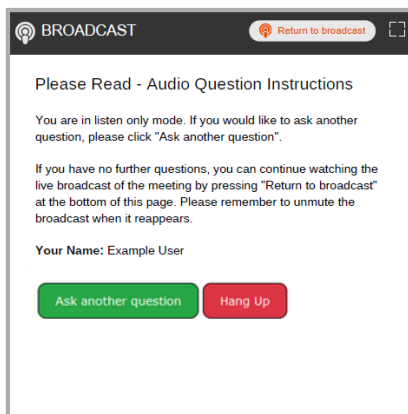 BROADCAST
Return to broadcast
Please Read - Audio Question Instructions
You are in listen only mode. If you would like to ask another
question, please click "Ask another question".
If you have no further questions, you can continue watching the
live broadcast of the meeting by pressing "Return to broadcast"
at the bottom of this page. Please remember to unmute the
broadcast when it reappears.
Your Name: Example User
Ask another question
Hang Up